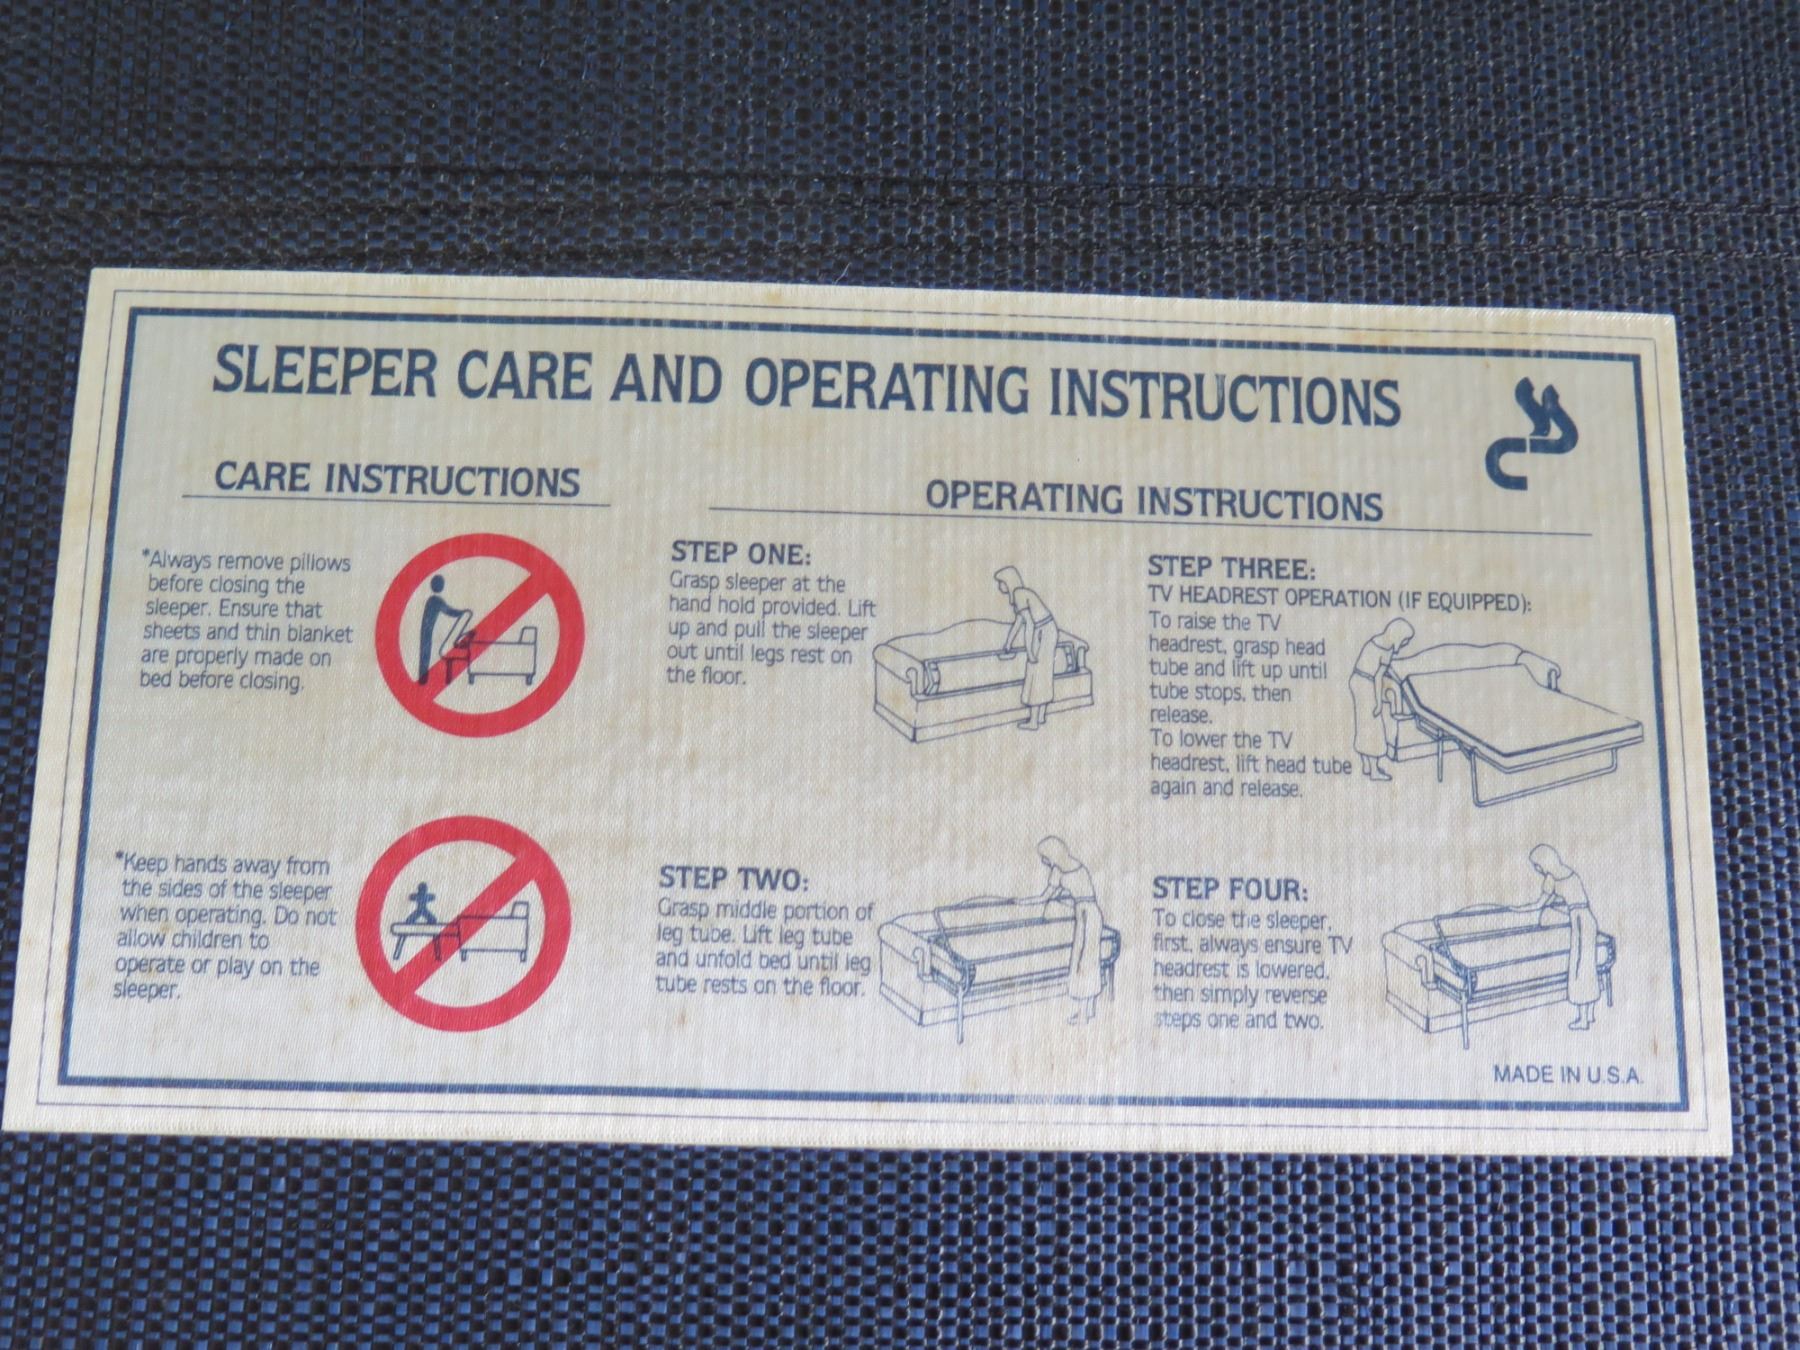 SLEEPER CARE AND OPERATING INSTRUCTIONS
CARE INSTRUCTIONS
*Always remove pillows
before closing the
sleeper. Ensure that
sheets and thin blanket
are properly made on
bed before closing.
*Keep hands away from
the sides of the sleeper
when operating. Do not
allow children to
operate or play on the
sleeper.
OPERATING INSTRUCTIONS
STEP ONE:
Grasp sleeper at the
hand hold provided. Lift
up and pull the sleeper
out until legs rest on
the floor.
STEP TWO:
Grasp middle portion of
leg tube. Lift leg tube
and unfold bed until leg
tube rests on the floor.
STEP THREE:
TV HEADREST OPERATION (IF EQUIPPED):
To raise the TV
headrest, grasp head
tube and lift up until
tube stops, then
release.
To lower the TV
headrest, lift head tube
again and release.
STEP FOUR:
To close the sleeper,
first, always ensure TV
headrest is lowered,
then simply reverse
steps one and two.
MADE IN U.S.A.